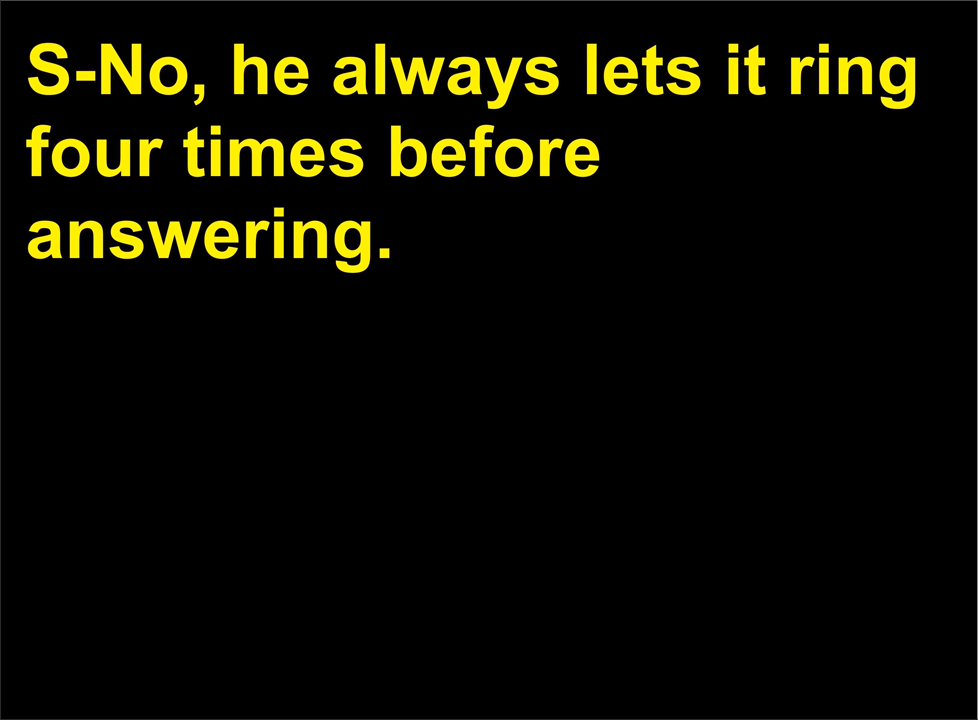 S-No, he always lets it ring
four times before
answering.